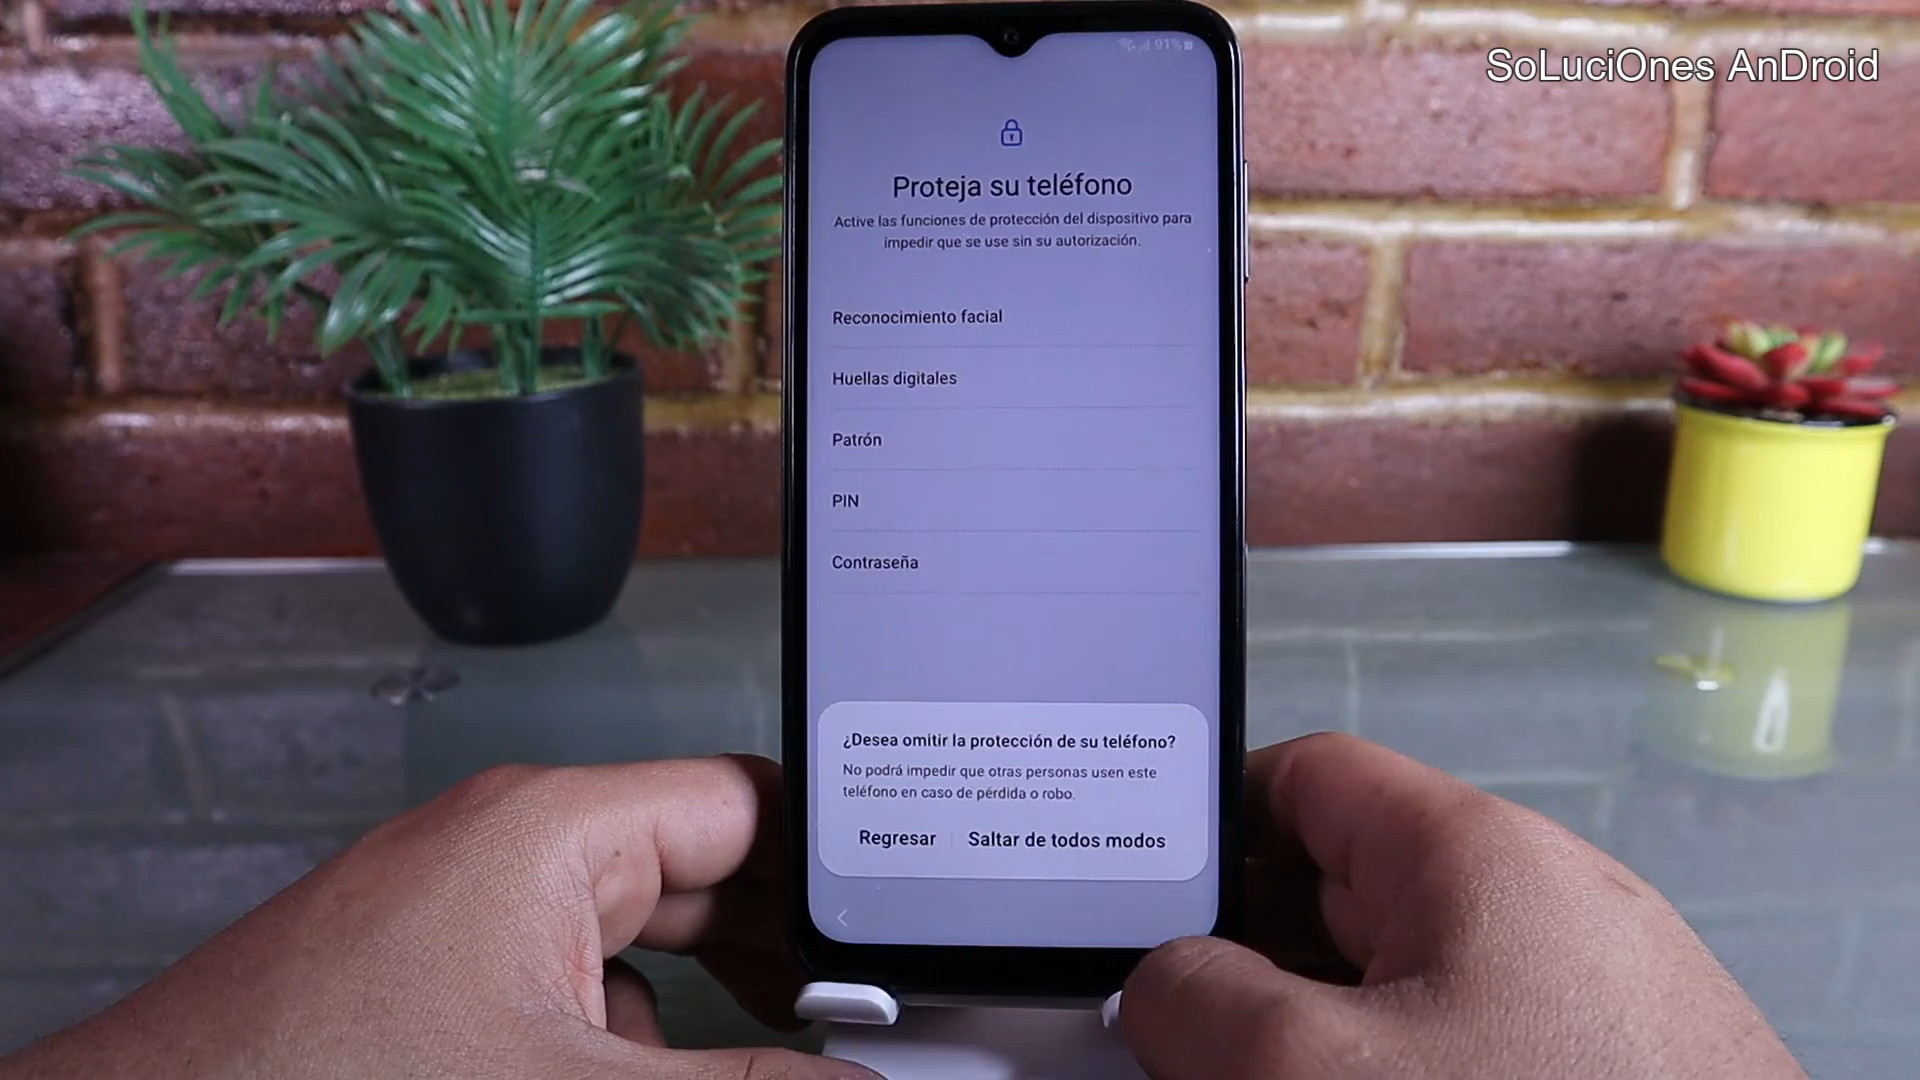 SoLuciOnes AnDroid
91%
Proteja su teléfono
Active las funciones de protección del dispositivo para
impedir que se use sin su autorización.
Reconocimiento facial
Huellas digitales
Patrón
PIN
Contraseña
¿Desea omitir la protección de su teléfono?
No podrá impedir que otras personas usen este
teléfono en caso de pérdida o robo.
Regresar Saltar de todos modos